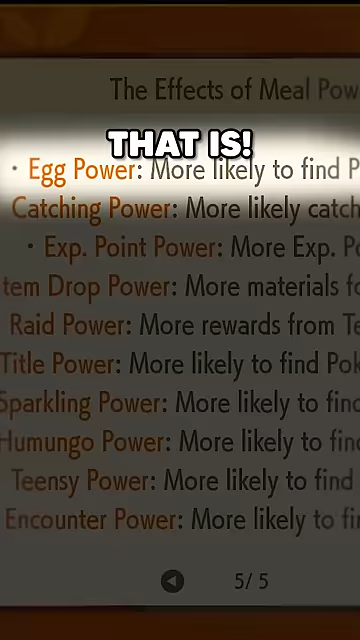 The Effects of Meal Pow
THAT IS!
· Egg Power: More likely to find P
Catching Power: More likely catch
· Exp. Point Power: More Exp. Po
tem Drop Power: More materials fo
Raid Power: More rewards from Te
Title Power: More likely to find Pok
Sparkling Power: More likely to find
Humungo Power: More likely to find
Teensy Power: More likely to find
Encounter Power: More likely to fin
5/5